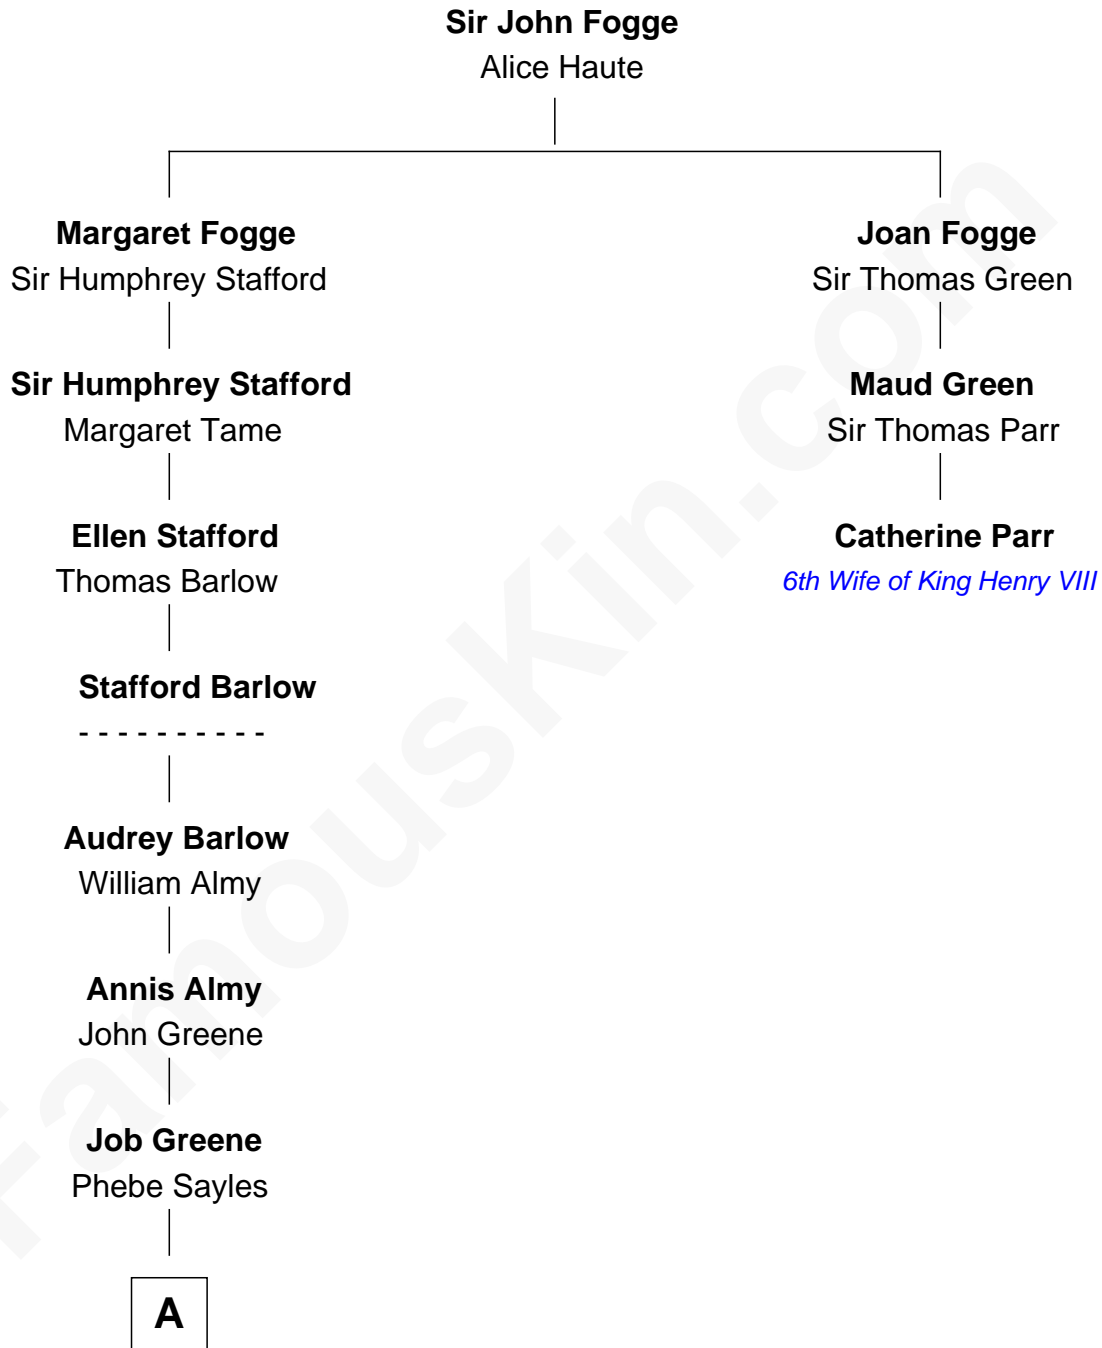 Sir John Fogge
Alice Haute
Margaret Fogge
Sir Humphrey Stafford
Joan Fogge
Sir Thomas Green
Sir Humphrey Stafford
Margaret Tame
Maud Green
Sir Thomas Parr
Ellen Stafford
Thomas Barlow
Catherine Parr
6th Wife of King Henry VIII
Stafford Barlow
- - - - - - - - - -
Audrey Barlow
William Almy
Annis Almy
John Greene
Job Greene
Phebe Sayles
A
FamousKin.com